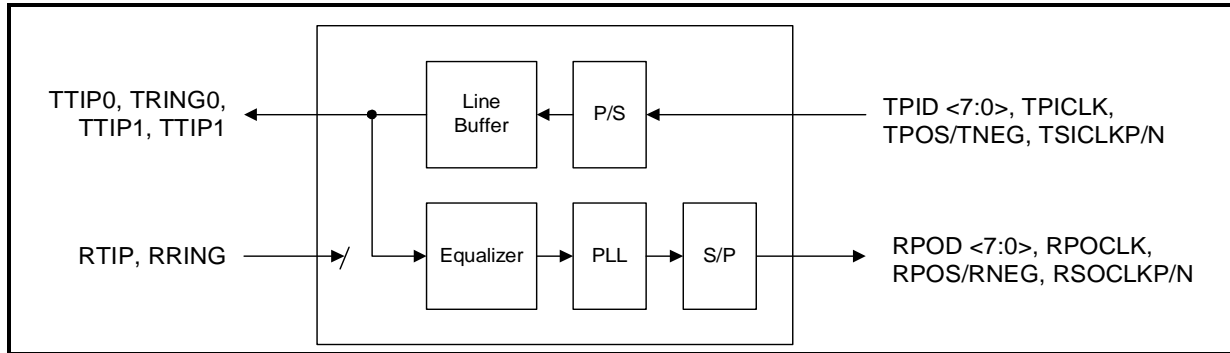 TTIP0, TRING0,
TTIP1, TTIP1
Line
Buffer
P/S
TPID <7:0>, TPICLK,
TPOS/TNEG, TSICLKP/N
RTIP, RRING
Equalizer
PLL
S/P
RPOD <7:0>, RPOCLK,
RPOS/RNEG, RSOCLKP/N